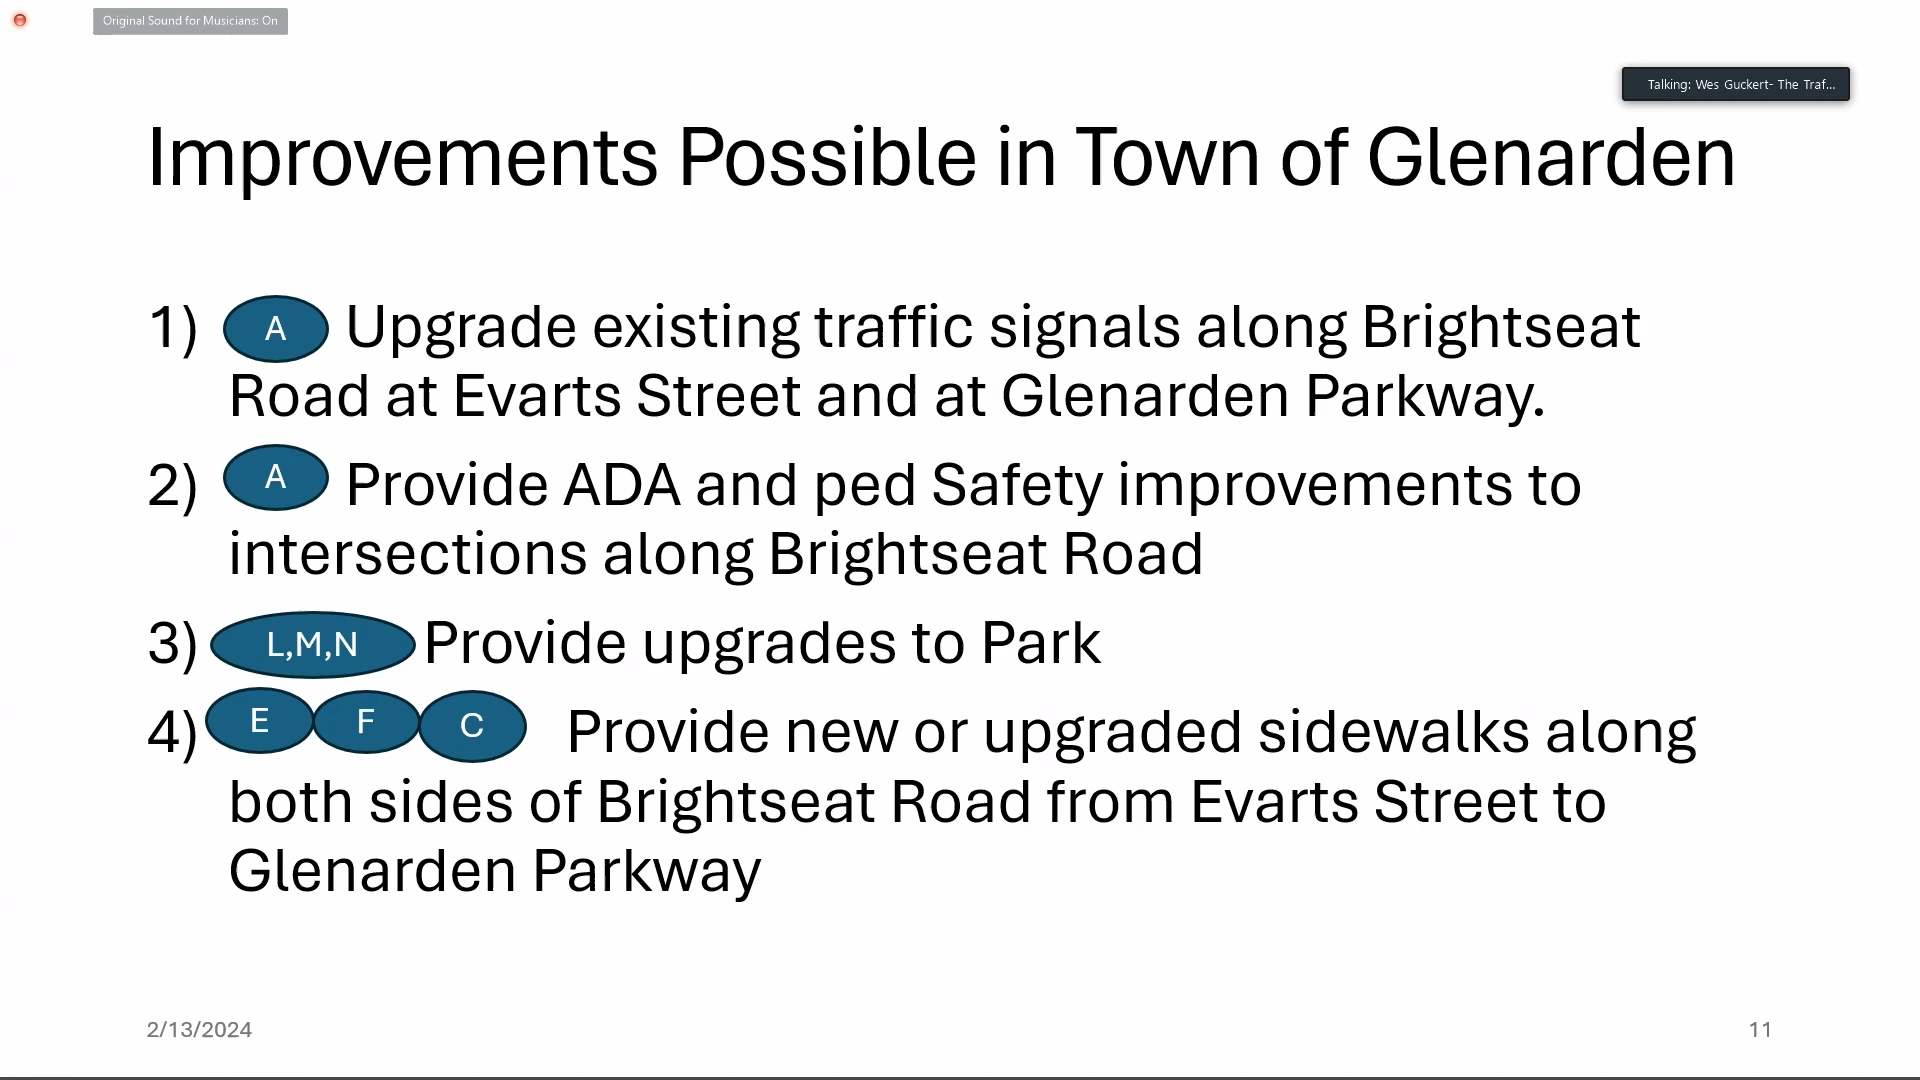 Original Sound for Musicians: On
Talking: Wes Guckert- The Traf...
Improvements Possible in Town of Glenarden
1) A Upgrade existing traffic signals along Brightseat
Road at Evarts Street and at Glenarden Parkway.
2) A Provide ADA and ped Safety improvements to
intersections along Brightseat Road
3) L,M,N Provide upgrades to Park
4) E F C Provide new or upgraded sidewalks along
both sides of Brightseat Road from Evarts Street to
Glenarden Parkway
2/13/2024
11